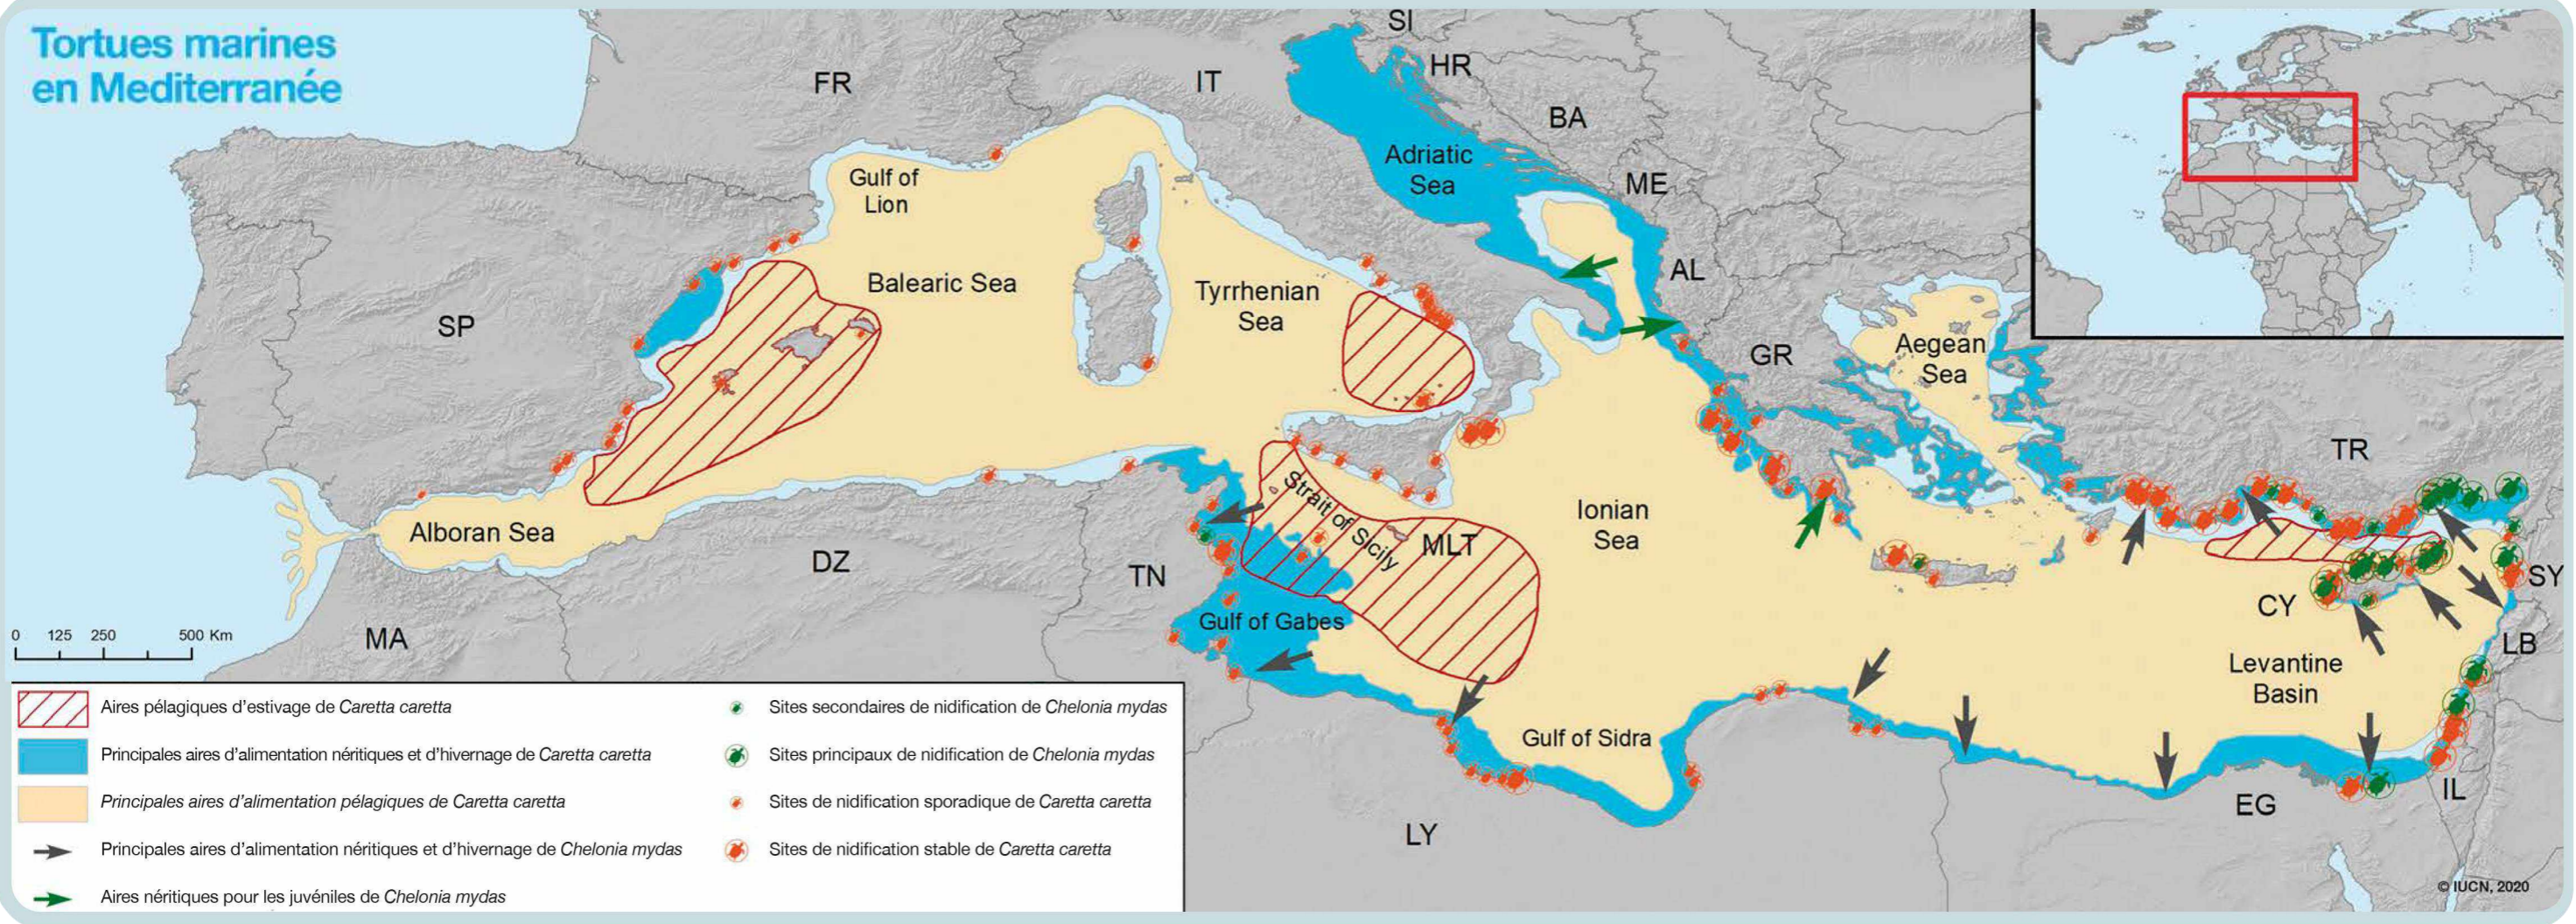 Tortues marines
en Mediterranée
SI
HR
FR
IT
BA
Adriatic
Sea
ME
Gulf of
Lion
AL
Balearic Sea
Tyrrhenian
Sea
SP
GR
Aegean
Sea
TR
Strait of Sicily
Ionian
Sea
Alboran Sea
MLT
DZ
TN
SY
CY
Gulf of Gabes
MA
LB
Levantine
Basin
Gulf of Sidra
IL
EG
LY
0 125 250 500 Km
Aires pélagiques d'estivage de Caretta caretta
Principales aires d'alimentation néritiques et d'hivernage de Caretta caretta
Principales aires d'alimentation pélagiques de Caretta caretta
Principales aires d'alimentation néritiques et d'hivernage de Chelonia mydas
Aires néritiques pour les juvéniles de Chelonia mydas
Sites secondaires de nidification de Chelonia mydas
Sites principaux de nidification de Chelonia mydas
Sites de nidification sporadique de Caretta caretta
Sites de nidification stable de Caretta caretta
© IUCN, 2020